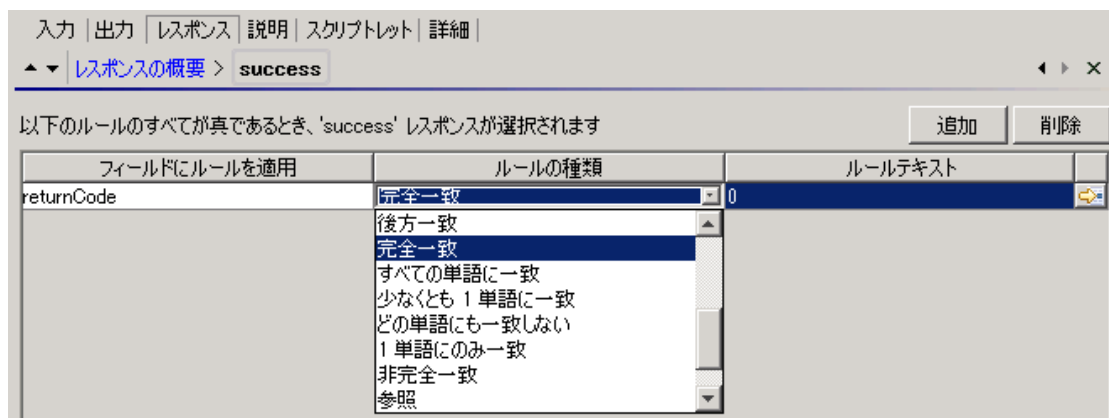 入力 | 出力 | レスポンス | 説明 | スクリプトレット | 詳細 |
レスポンスの概要 > success
以下のルールのすべてが真であるとき、'success' レスポンスが選択されます 追加 削除
フィールドにルールを適用 ルールの種類 ルールテキスト
returnCode 完全一致 0
後方一致
完全一致
すべての単語に一致
少なくとも 1 単語に一致
どの単語にも一致しない
1 単語にのみ一致
非完全一致
参照